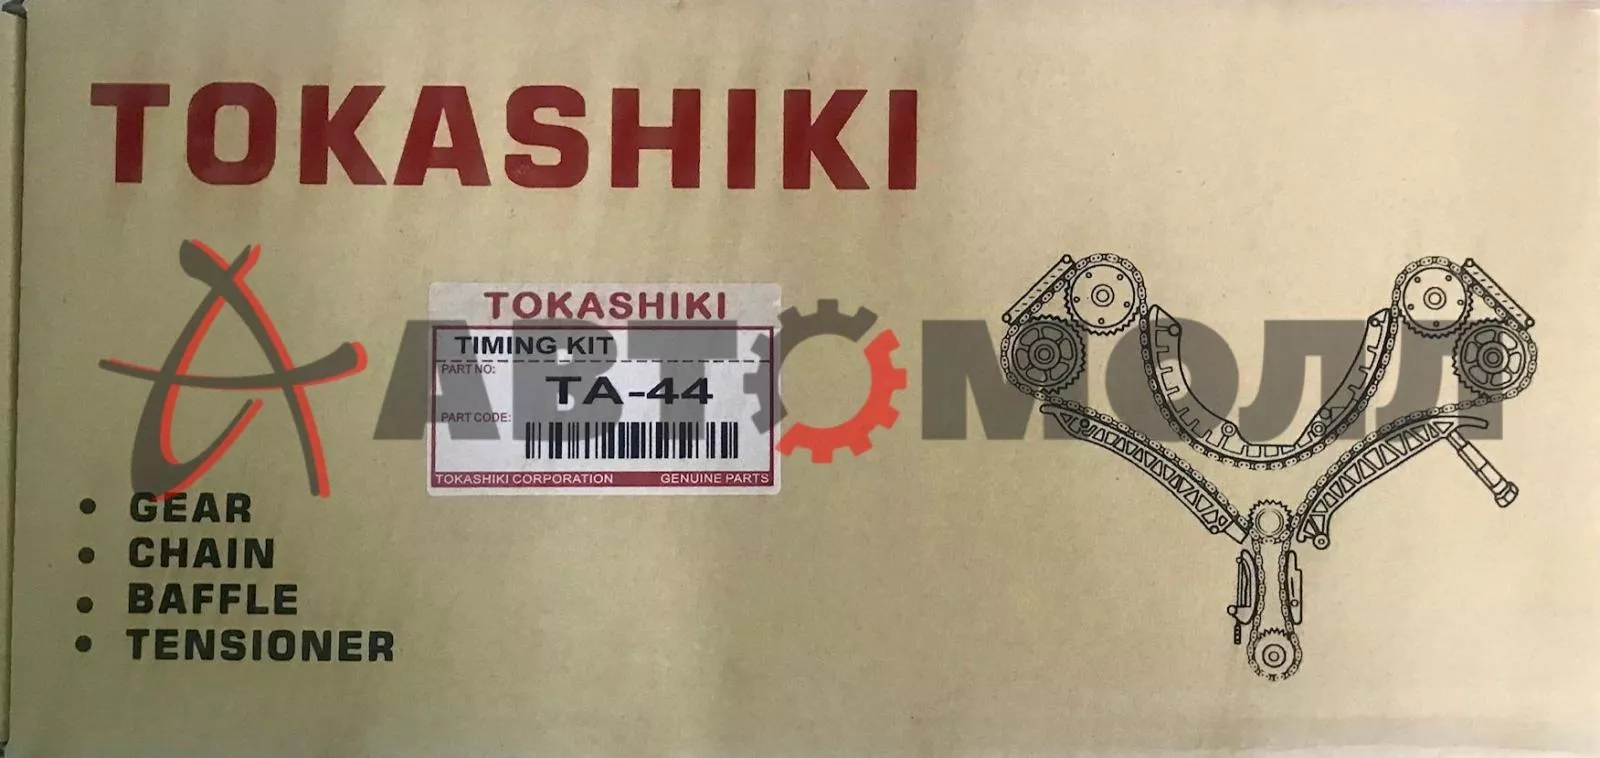 TOKASHIKI
TOKASHIKI
TIMING KIT
PART NO:
TA-44
PART CODE:
TOKASHIKI CORPORATION GENUINE PARTS
АВТОМОЛЛ
• GEAR
• CHAIN
• BAFFLE
• TENSIONER